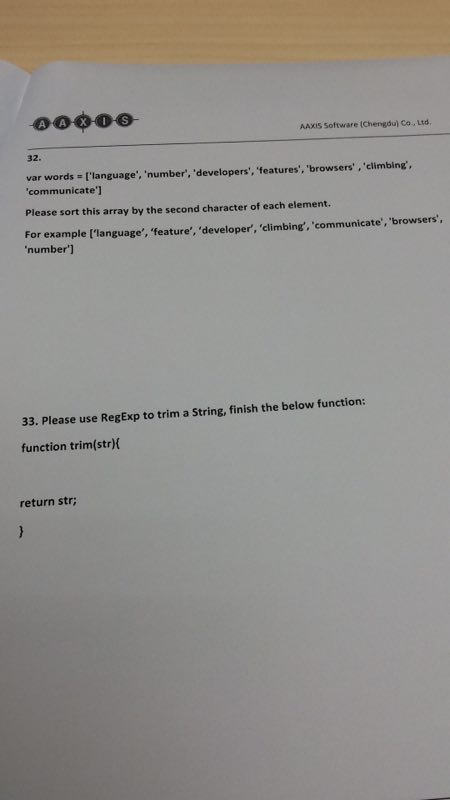 AAXIS
AAXIS Software (Chengdu) Co., Ltd.
32.
var words = ['language', 'number', 'developers', 'features', 'browsers' , 'climbing',
'communicate']
Please sort this array by the second character of each element.
For example ['language', 'feature', 'developer', 'climbing', 'communicate', 'browsers',
'number']
33. Please use RegExp to trim a String, finish the below function:
function trim(str){
return str;
}